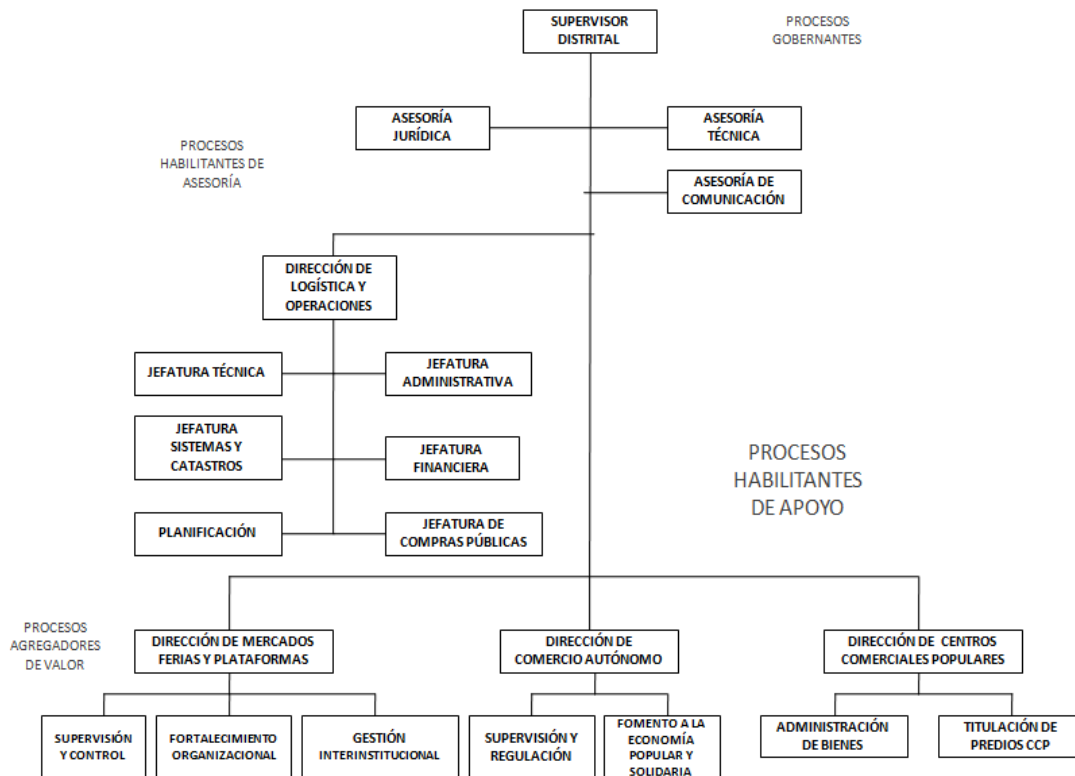 SUPERVISOR
DISTRITAL
PROCESOS
GOBERNANTES
ASESORÍA
JURÍDICA
ASESORÍA
TÉCNICA
PROCESOS
HABILITANTES DE
ASESORÍA
ASESORÍA DE
COMUNICACIÓN
DIRECCIÓN DE
LOGÍSTICA Y
OPERACIONES
JEFATURA TÉCNICA
JEFATURA
ADMINISTRATIVA
JEFATURA
SISTEMAS Y
CATASTROS
JEFATURA
FINANCIERA
PROCESOS
HABILITANTES
DE APOYO
PLANIFICACIÓN
JEFATURA DE
COMPRAS PÚBLICAS
PROCESOS
AGREGADORES
DE VALOR
DIRECCIÓN DE MERCADOS
FERIAS Y PLATAFORMAS
DIRECCIÓN DE
COMERCIO AUTÓNOMO
DIRECCIÓN DE CENTROS
COMERCIALES POPULARES
SUPERVISIÓN
Y CONTROL
FORTALECIMIENTO
ORGANIZACIONAL
GESTIÓN
INTERINSTITUCIONAL
SUPERVISIÓN Y
REGULACIÓN
FOMENTO A LA
ECONOMÍA
POPULAR Y
SOLIDARIA
ADMINISTRACIÓN
DE BIENES
TITULACIÓN DE
PREDIOS CCP